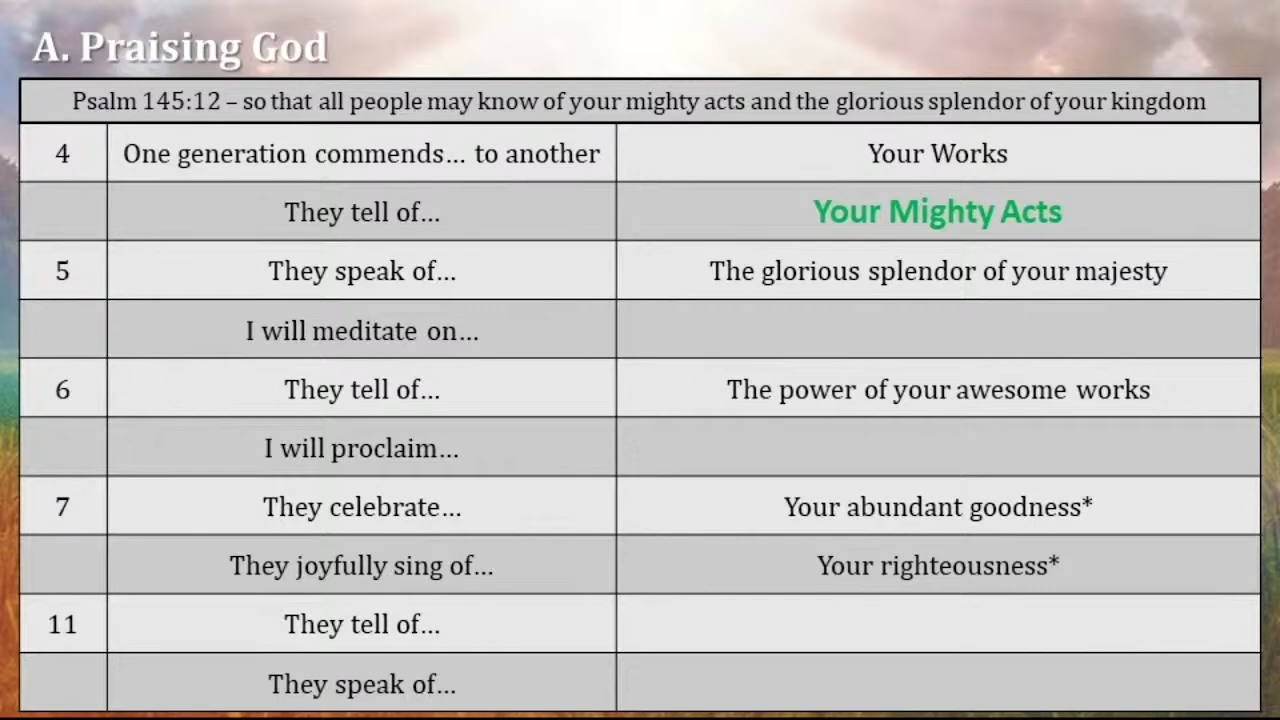 A. Praising God
Psalm 145:12 – so that all people may know of your mighty acts and the glorious splendor of your kingdom
4 One generation commends... to another Your Works
They tell of... Your Mighty Acts
5 They speak of... The glorious splendor of your majesty
I will meditate on...
6 They tell of... The power of your awesome works
I will proclaim...
7 They celebrate... Your abundant goodness*
They joyfully sing of... Your righteousness*
11 They tell of...
They speak of...